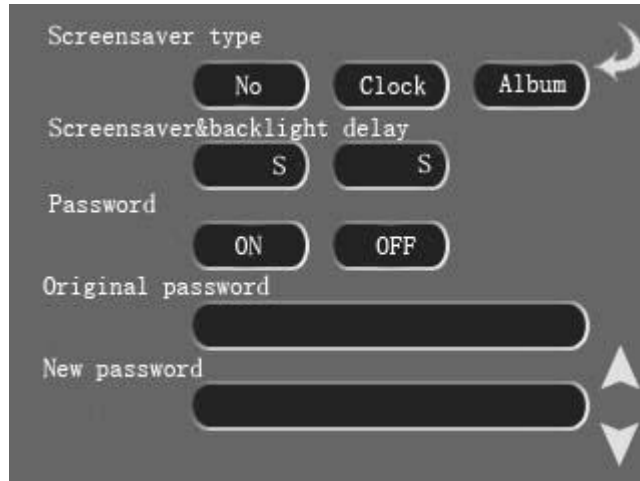 Screensaver type
No Clock Album
Screensaver&backlight delay
S S
Password
ON OFF
Original password
New password